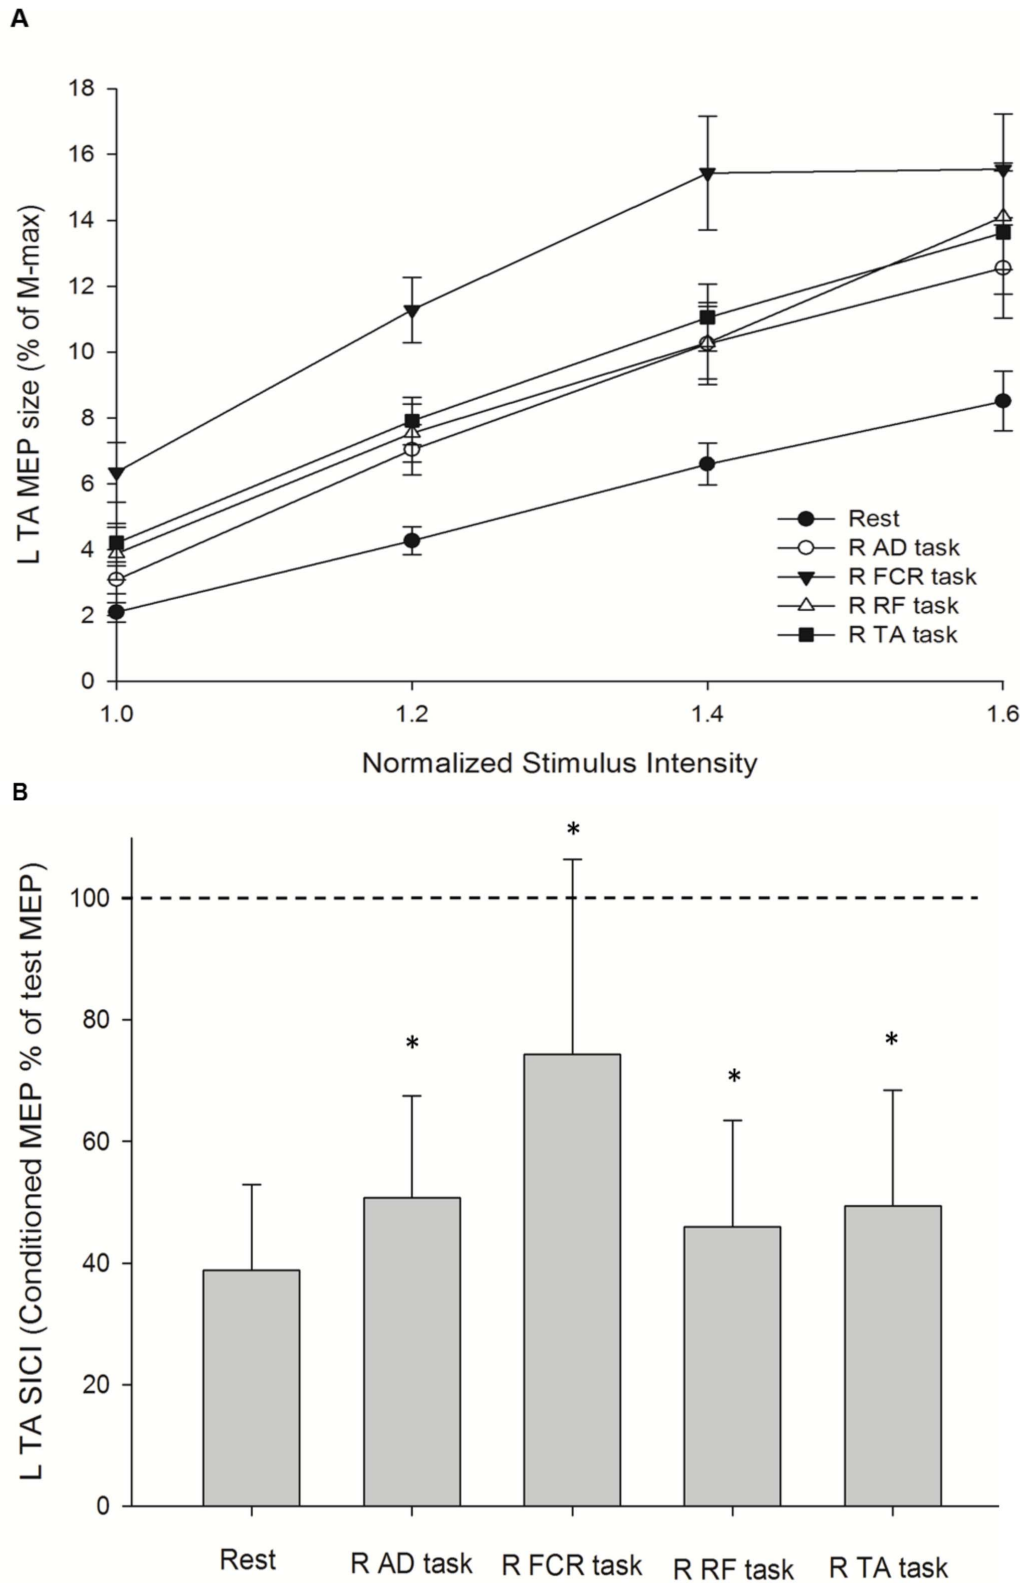 A
L TA MEP size (% of M-max)
18
16
14
12
10
8
6
4
2
0
1.0 1.2 1.4 1.6
Rest
R AD task
R FCR task
R RF task
R TA task
Normalized Stimulus Intensity
B
L TA SICI (Conditioned MEP % of test MEP)
*
100
80
* * *
60
40
20
0
Rest R AD task R FCR task R RF task R TA task